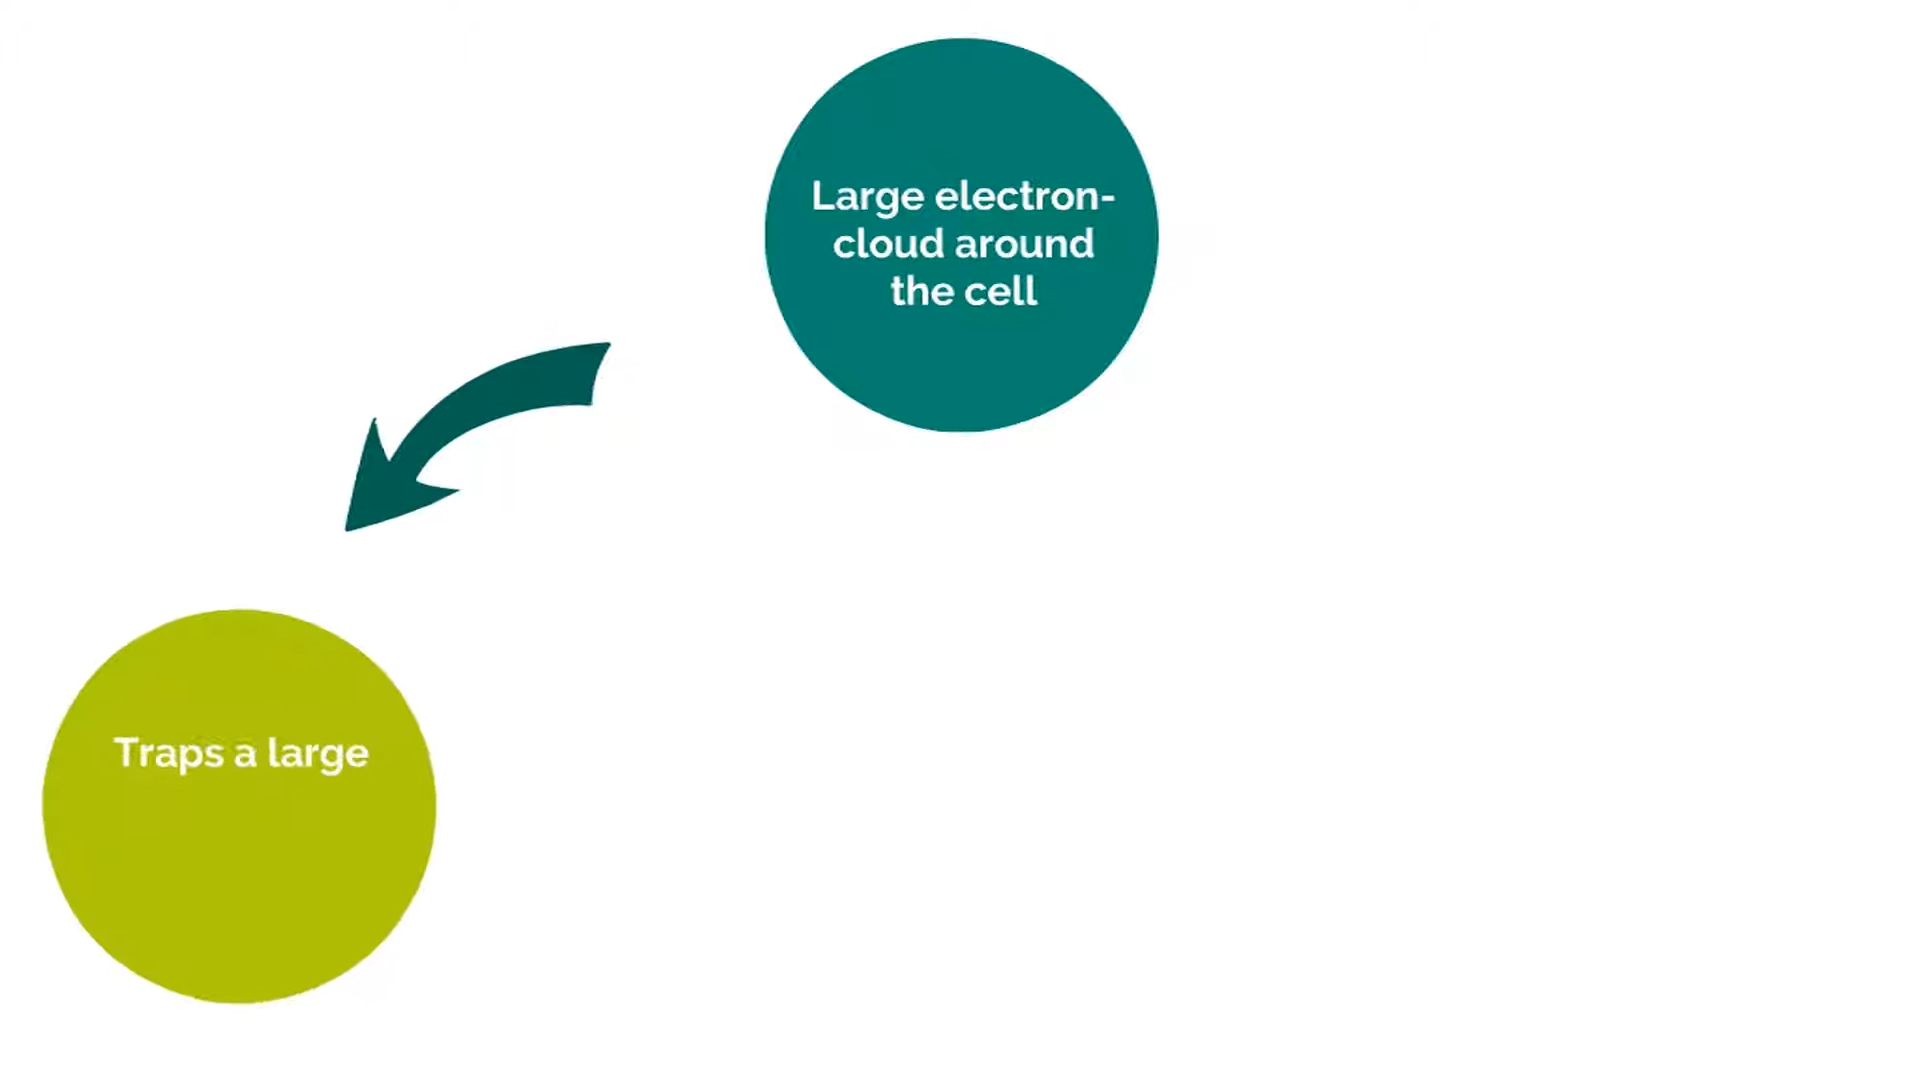 Large electron-
cloud around
the cell
Traps a large